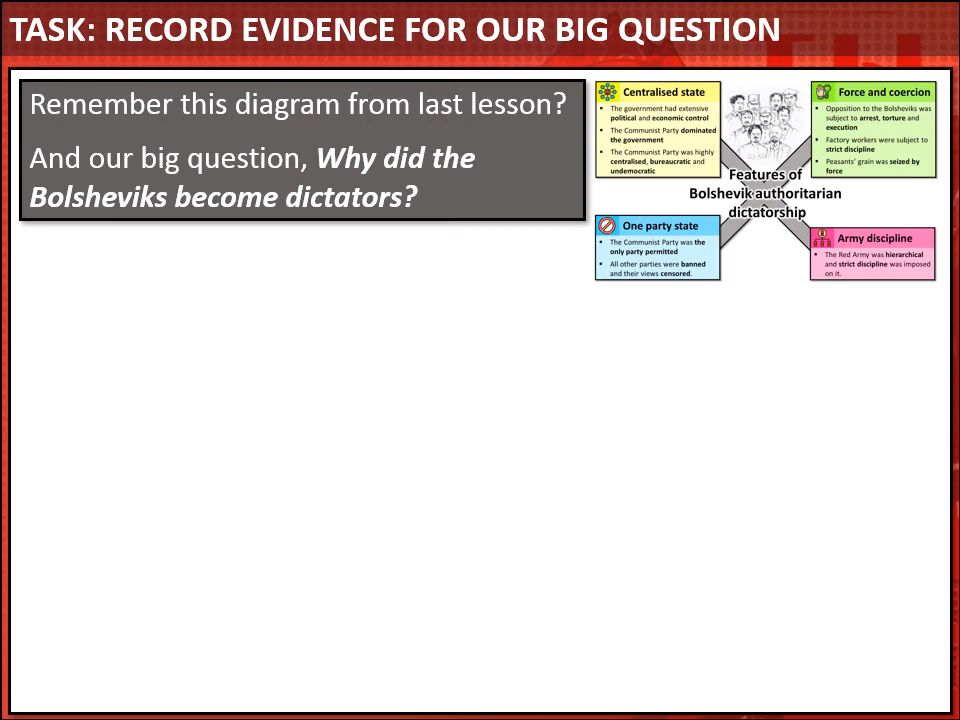 TASK: RECORD EVIDENCE FOR OUR BIG QUESTION
Remember this diagram from last lesson?
And our big question, Why did the
Bolsheviks become dictators?
Centralised state
▪ The government had extensive
political and economic control
▪ The Communist Party dominated
the government
▪ The Communist Party was highly
centralised, bureaucratic and
undemocratic
Force and coercion
▪ Opposition to the Bolsheviks was
subject to arrest, torture and
execution
▪ Factory workers were subject to
strict discipline
▪ Peasants' grain was seized by
force
Features of
Bolshevik authoritarian
dictatorship
One party state
▪ The Communist Party was the
only party permitted
▪ All other parties were banned
and their views censored.
Army discipline
▪ The Red Army was hierarchical
and strict discipline was imposed
on it.